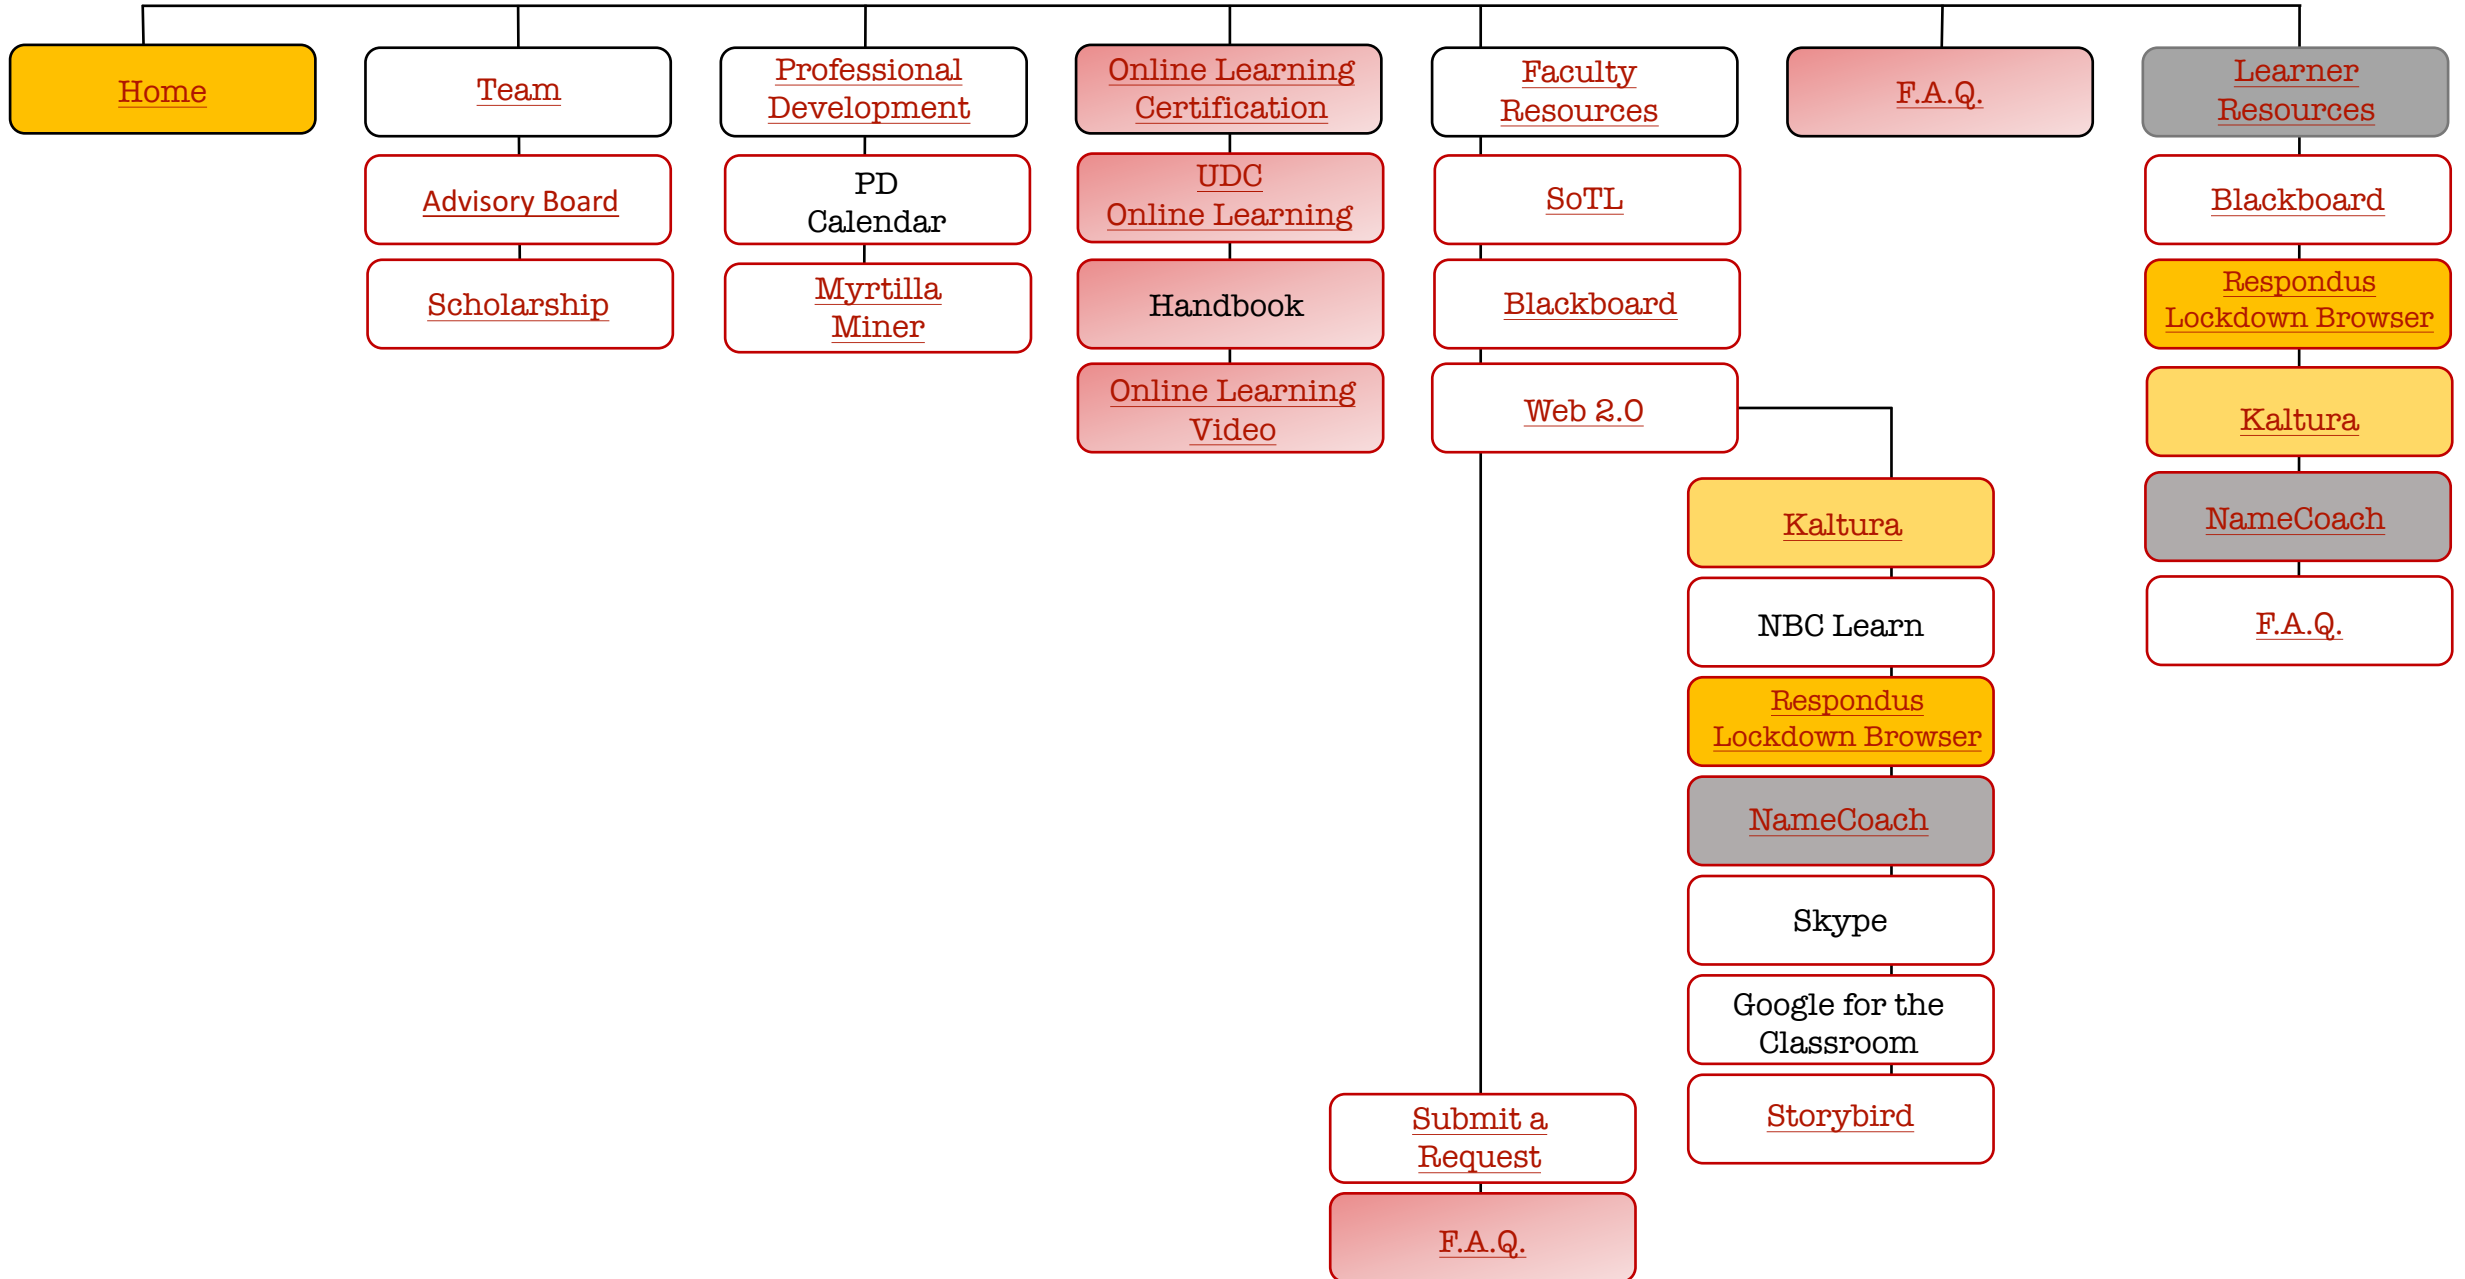 Home
Team
Professional
Development
Online Learning
Certification
Faculty
Resources
F.A.Q.
Learner
Resources
Advisory Board
Scholarship
PD
Calendar
Myrtilla
Miner
UDC
Online Learning
Handbook
Online Learning
Video
SoTL
Blackboard
Web 2.0
Kaltura
NBC Learn
Respondus
Lockdown Browser
NameCoach
Skype
Google for the
Classroom
Storybird
Submit a
Request
F.A.Q.
Blackboard
Respondus
Lockdown Browser
Kaltura
NameCoach
F.A.Q.